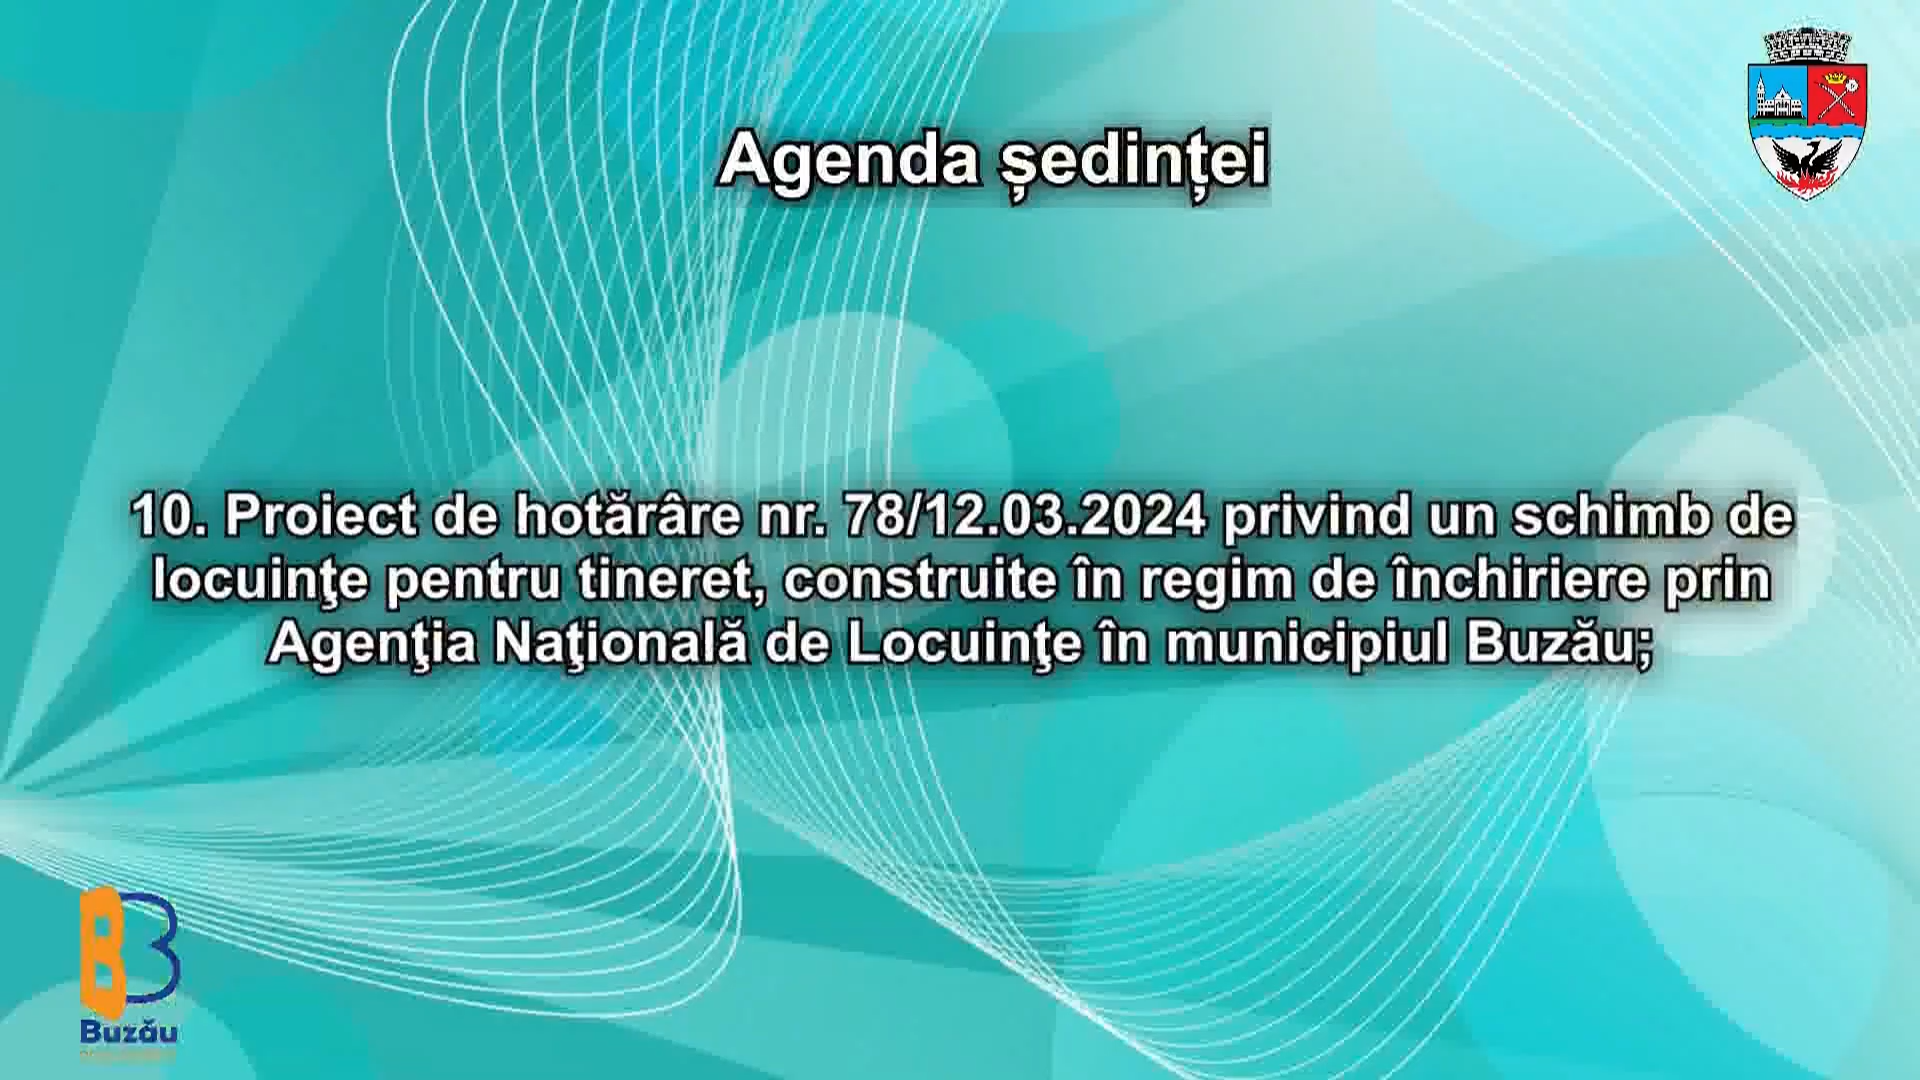 Agenda ședinței
10. Proiect de hotărâre nr. 78/12.03.2024 privind un schimb de
locuinţe pentru tineret, construite în regim de închiriere prin
Agenţia Naţională de Locuinţe în municipiul Buzău;
Buzău